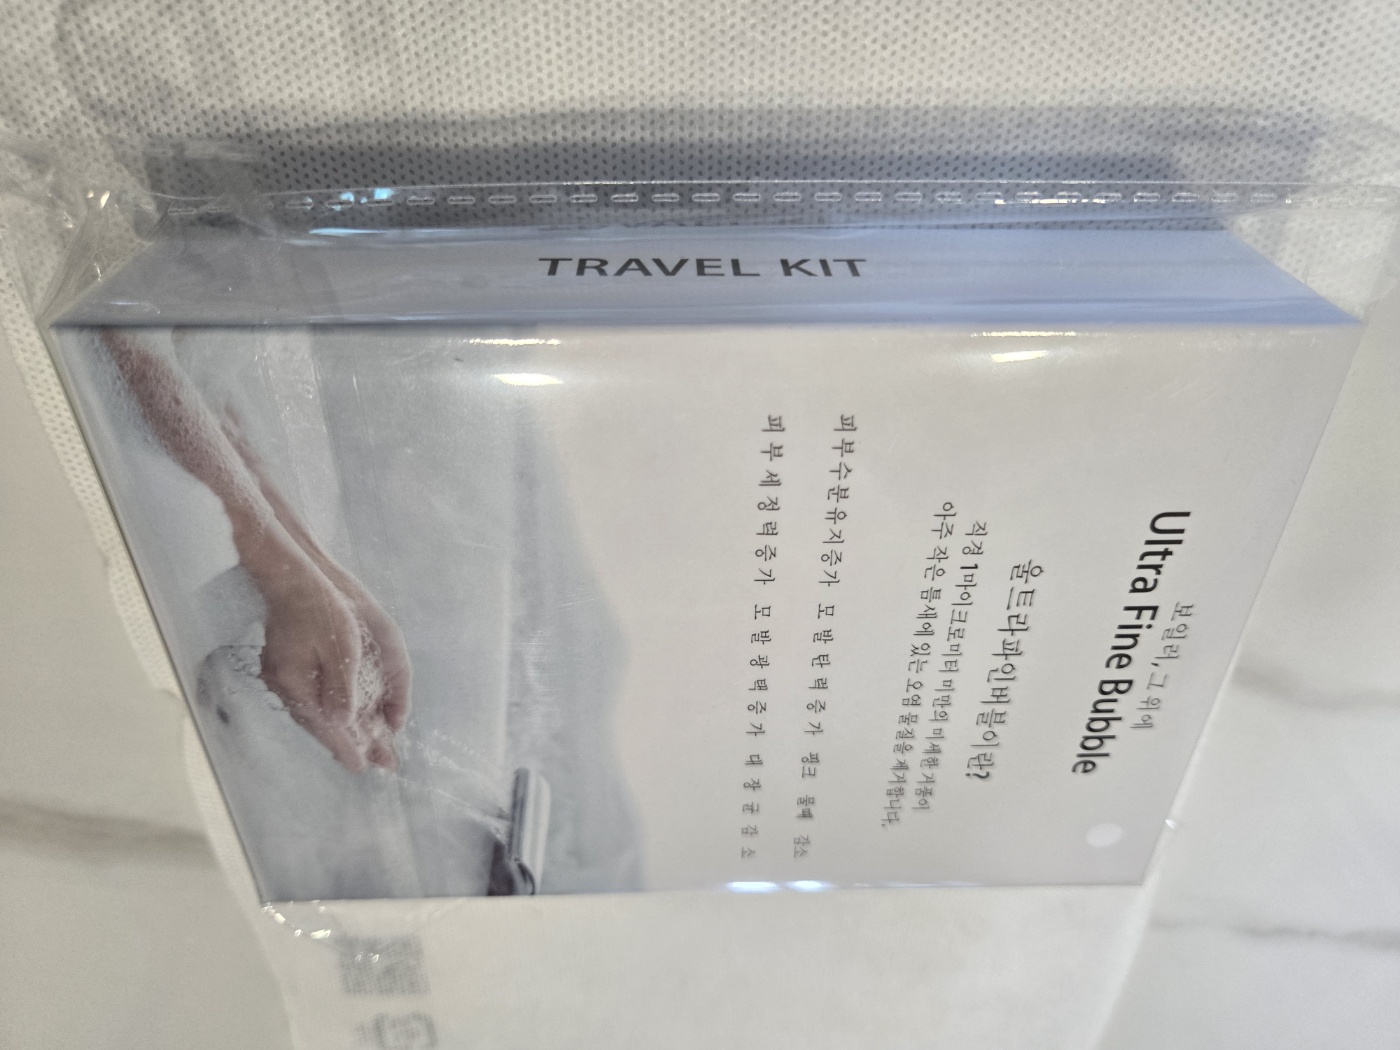 TRAVEL KIT
보일러, 그 위에
Ultra Fine Bubble
울트라파인버블이란?
직경 1마이크로미터 미만의 미세한 거품이
아주 작은 틈새에 있는 오염 물질을 제거합니다.
피부수분유지증가 모발탄력증가 핑크 물때 감소
피부세정력증가 모발광택증가 대장균감소